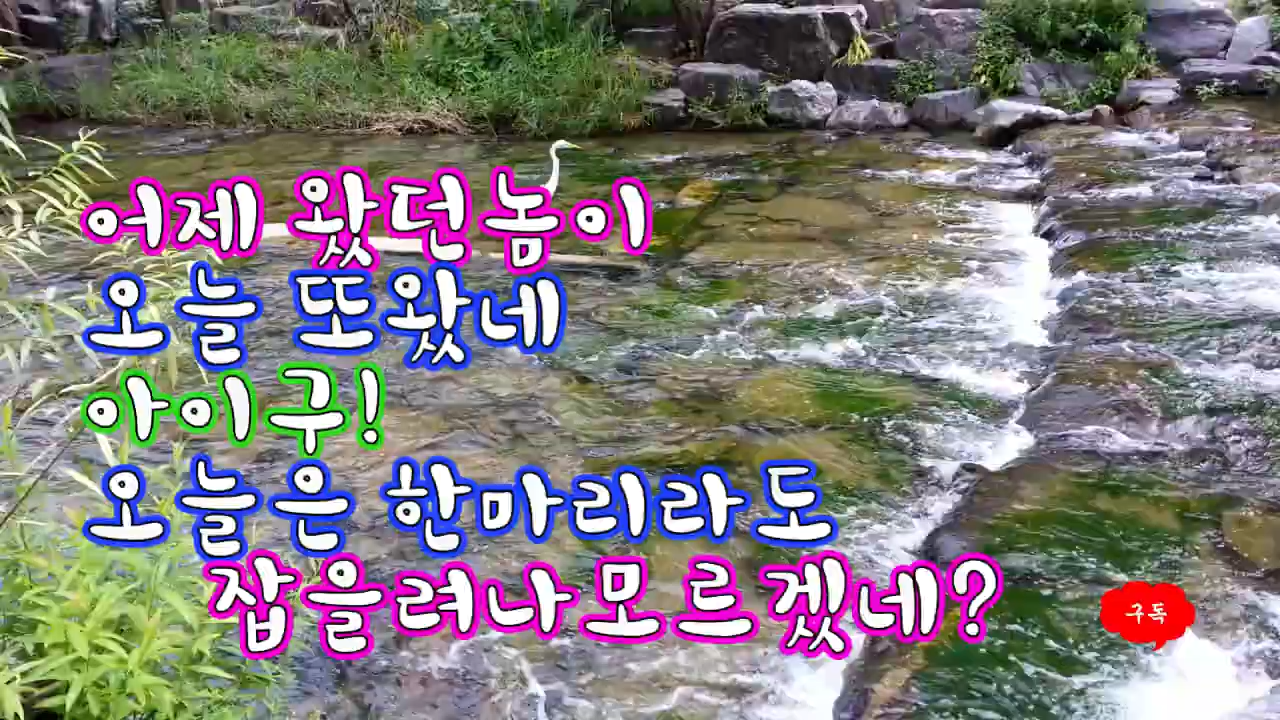 어제 왔던놈이
오늘 또왔네
아이구!
오늘은 한마리라도
잡을려나모르겠네?
구독